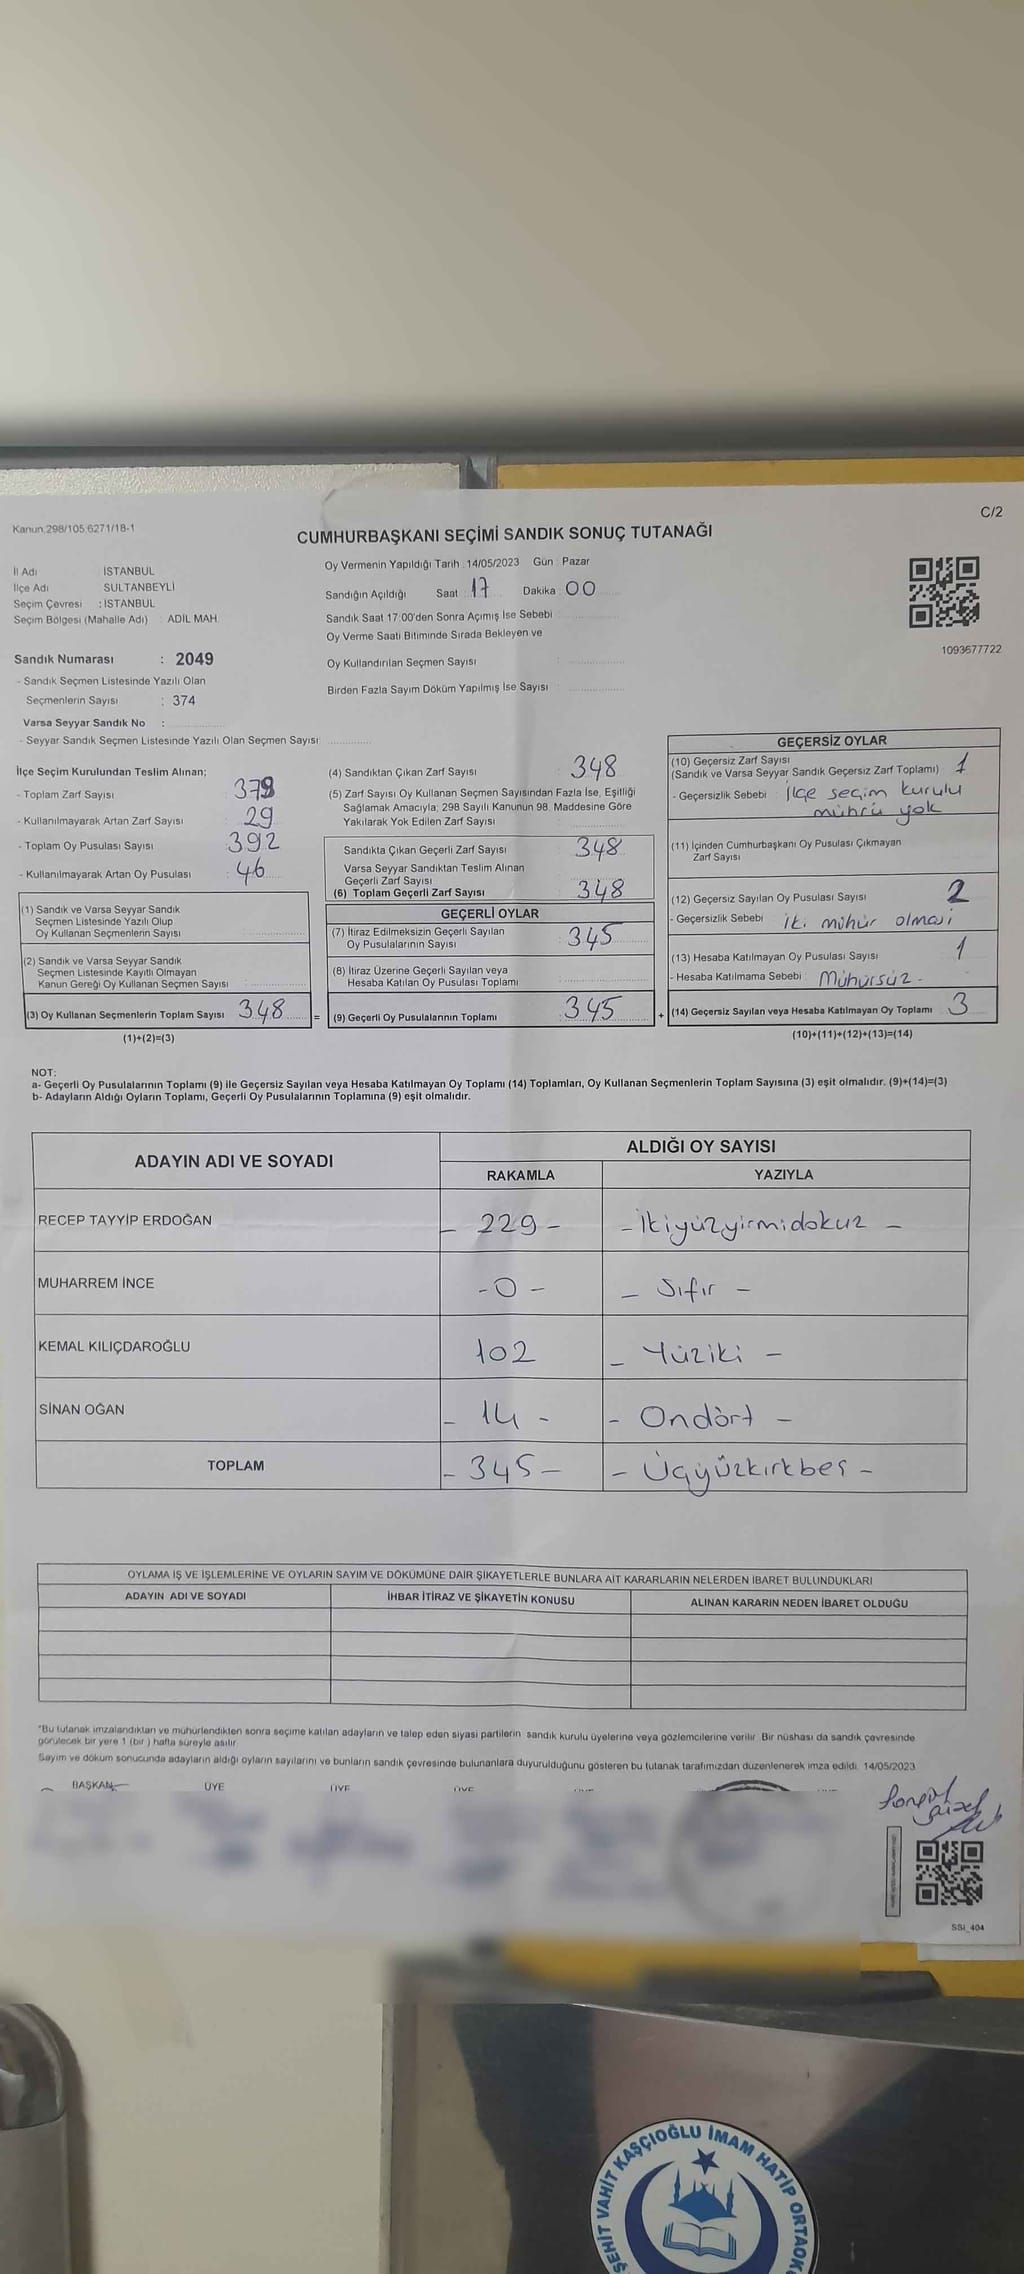 Kanun.298/105,6271/18-1
C/2
CUMHURBAŞKANI SEÇİMİ SANDIK SONUÇ TUTANAĞI
İl Adı İSTANBUL
İlçe Adı SULTANBEYLİ
Seçim Çevresi : İSTANBUL
Seçim Bölgesi (Mahalle Adı) : ADİL MAH.
Sandık Numarası : 2049
- Sandık Seçmen Listesinde Yazılı Olan
Seçmenlerin Sayısı : 374
Varsa Seyyar Sandık No :
- Seyyar Sandık Seçmen Listesinde Yazılı Olan Seçmen Sayısı
Oy Vermenin Yapıldığı Tarih : 14/05/2023 Gün : Pazar
Sandığın Açıldığı Saat 17 Dakika 00
Sandık Saat 17:00'den Sonra Açımış İse Sebebi
Oy Verme Saati Bitiminde Sırada Bekleyen ve
Oy Kullandırılan Seçmen Sayısı :
Birden Fazla Sayım Döküm Yapılmış İse Sayısı :
1093677722
İlçe Seçim Kurulundan Teslim Alınan;
- Toplam Zarf Sayısı
- Kullanılmayarak Artan Zarf Sayısı : 29
- Toplam Oy Pusulası Sayısı : 392
- Kullanılmayarak Artan Oy Pusulası : 46
(1) Sandık ve Varsa Seyyar Sandık
Seçmen Listesinde Yazılı Olup
Oy Kullanan Seçmenlerin Sayısı
(2) Sandık ve Varsa Seyyar Sandık
Seçmen Listesinde Kayıtlı Olmayan
Kanun Gereği Oy Kullanan Seçmen Sayısı :
(3) Oy Kullanan Seçmenlerin Toplam Sayısı 348 =
(1)+(2)=(3)
(4) Sandıktan Çıkan Zarf Sayısı 348
(5) Zarf Sayısı Oy Kullanan Seçmen Sayısından Fazla İse, Eşitliği
Sağlamak Amacıyla, 298 Sayılı Kanunun 98. Maddesine Göre
Yakılarak Yok Edilen Zarf Sayısı
Sandıkta Çıkan Geçerli Zarf Sayısı 348
Varsa Seyyar Sandıktan Teslim Alınan
Geçerli Zarf Sayısı
(6) Toplam Geçerli Zarf Sayısı 348
GEÇERLİ OYLAR
(7) İtiraz Edilmeksizin Geçerli Sayılan
Oy Pusulalarının Sayısı 345
(8) İtiraz Üzerine Geçerli Sayılan veya
Hesaba Katılan Oy Pusulası Toplamı
(9) Geçerli Oy Pusulalarının Toplamı 345 +
GEÇERSİZ OYLAR
(10) Geçersiz Zarf Sayısı
(Sandık ve Varsa Seyyar Sandık Geçersiz Zarf Toplamı) 1
- Geçersizlik Sebebi : İlçe seçim kurulu
mührü yok
(11) İçinden Cumhurbaşkanı Oy Pusulası Çıkmayan
Zarf Sayısı
(12) Geçersiz Sayılan Oy Pusulası Sayısı 2
- Geçersizlik Sebebi : İki mühür olması
(13) Hesaba Katılmayan Oy Pusulası Sayısı 1
- Hesaba Katılmama Sebebi : Mühürsüz -
(14) Geçersiz Sayılan veya Hesaba Katılmayan Oy Toplamı 3
(10)+(11)+(12)+(13)=(14)
NOT:
a- Geçerli Oy Pusulalarının Toplamı (9) ile Geçersiz Sayılan veya Hesaba Katılmayan Oy Toplamı (14) Toplamları, Oy Kullanan Seçmenlerin Toplam Sayısına (3) eşit olmalıdır. (9)+(14)=(3)
b- Adayların Aldığı Oyların Toplamı, Geçerli Oy Pusulalarının Toplamına (9) eşit olmalıdır.
ADAYIN ADI VE SOYADI ALDIĞI OY SAYISI
RAKAMLA YAZIYLA
RECEP TAYYİP ERDOĞAN - 229 - - İkiyüzyirmidokuz -
MUHARREM İNCE - 0 - - Sıfır -
KEMAL KILIÇDAROĞLU 102 - Yüziki -
SİNAN OĞAN - 14 - - Ondört -
TOPLAM - 345 - - Üçyüzkırkbeş -
OYLAMA İŞ VE İŞLEMLERİNE VE OYLARIN SAYIM VE DÖKÜMÜNE DAİR ŞİKAYETLERLE BUNLARA AİT KARARLARIN NELERDEN İBARET BULUNDUKLARI
ADAYIN ADI VE SOYADI İHBAR İTİRAZ VE ŞİKAYETİN KONUSU ALINAN KARARIN NEDEN İBARET OLDUĞU
*Bu tutanak imzalandıktan ve mühürlendikten sonra seçime katılan adayların ve talep eden siyasi partilerin sandık kurulu üyelerine veya gözlemcilerine verilir. Bir nüshası da sandık çevresinde
görülecek bir yere 1 (bir) hafta süreyle asılır.
Sayım ve döküm sonucunda adayların aldığı oyların sayılarını ve bunların sandık çevresinde bulunanlara duyurulduğunu gösteren bu tutanak tarafımızdan düzenlenerek imza edildi. 14/05/2023
BAŞKAN ÜYE ÜYE ÜYE
SSI_404
ŞEHİT VAHİT KAŞÇIOĞLU İMAM HATİP ORTAOK